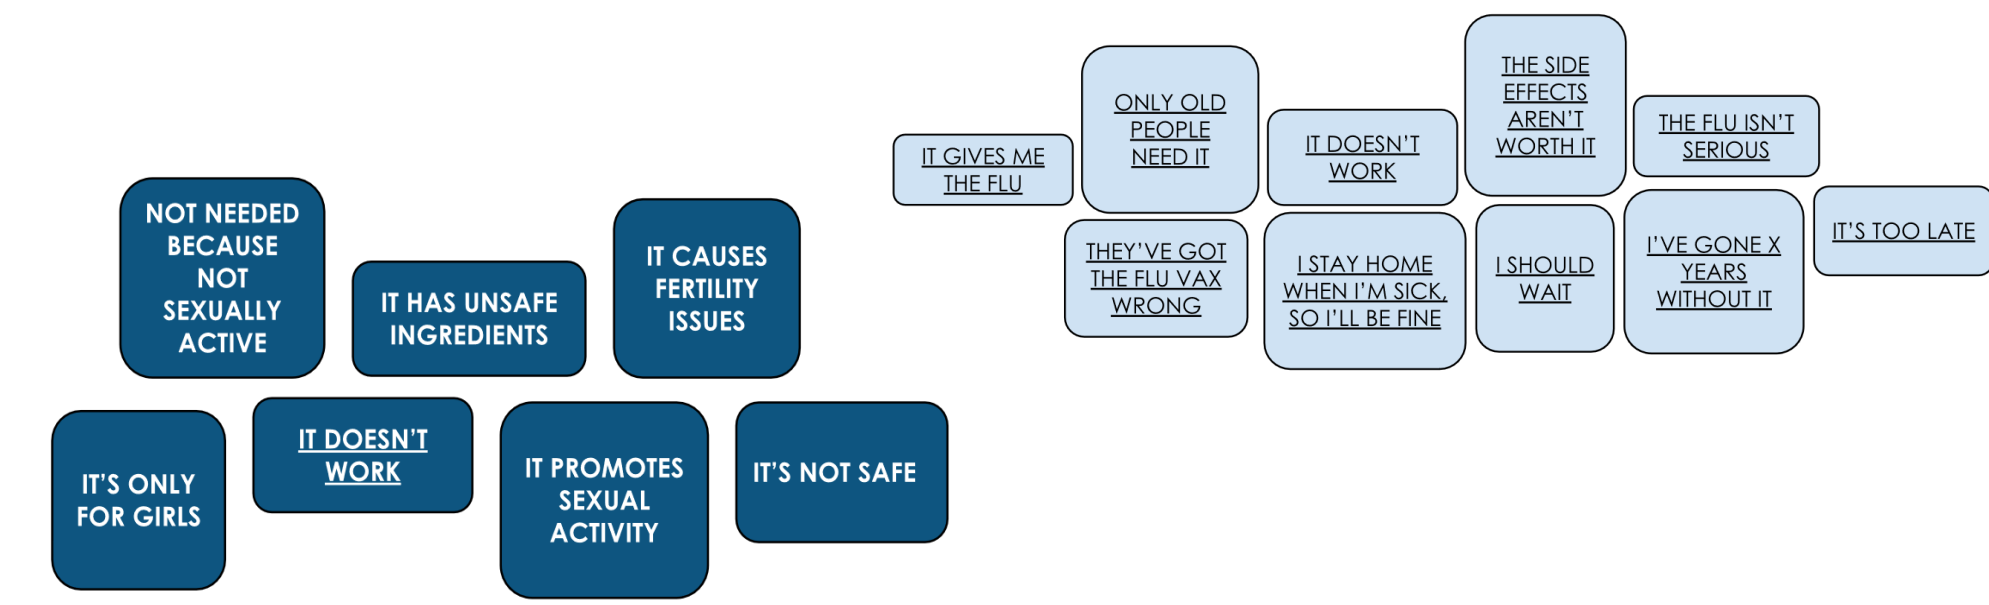 NOT NEEDED
BECAUSE
NOT
SEXUALLY
ACTIVE
IT HAS UNSAFE
INGREDIENTS
IT CAUSES
FERTILITY
ISSUES
IT'S ONLY
FOR GIRLS
IT DOESN'T
WORK
IT PROMOTES
SEXUAL
ACTIVITY
IT'S NOT SAFE
IT GIVES ME
THE FLU
ONLY OLD
PEOPLE
NEED IT
IT DOESN'T
WORK
THE SIDE
EFFECTS
AREN'T
WORTH IT
THE FLU ISN'T
SERIOUS
THEY'VE GOT
THE FLU VAX
WRONG
I STAY HOME
WHEN I'M SICK,
SO I'LL BE FINE
I SHOULD
WAIT
I'VE GONE X
YEARS
WITHOUT IT
IT'S TOO LATE